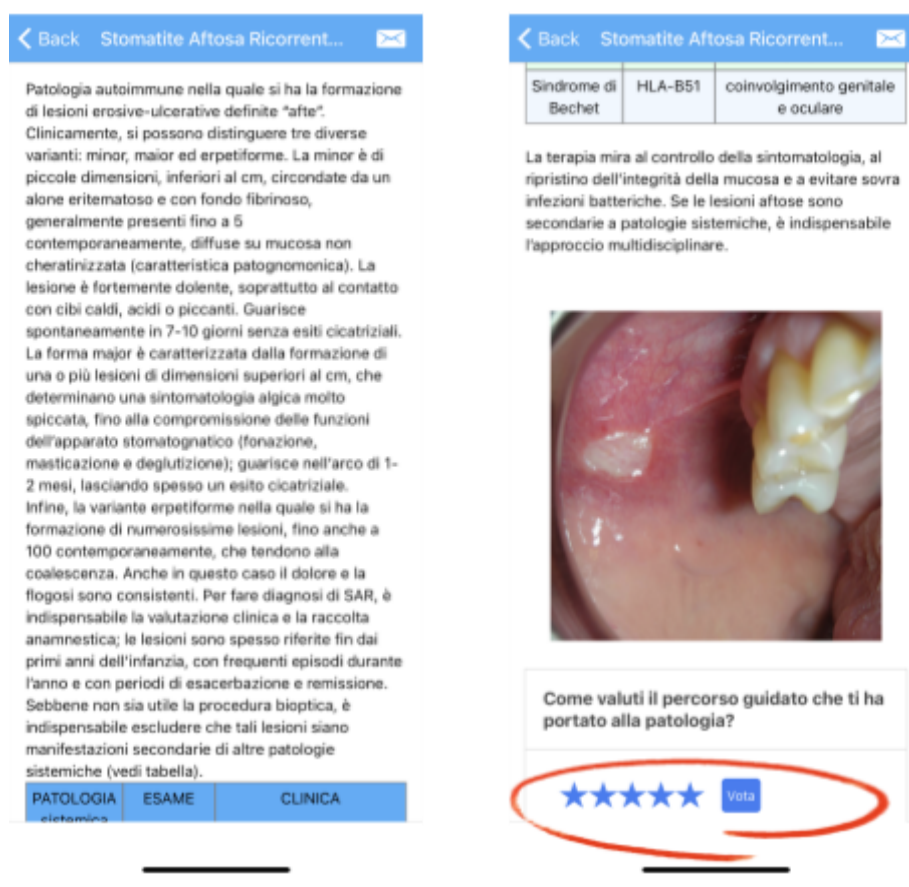 Back Stomatite Aftosa Ricorrent...
Patologia autoimmune nella quale si ha la formazione
di lesioni erosive-ulcerative definite “afte”.
Clinicamente, si possono distinguere tre diverse
varianti: minor, maior ed erpetiforme. La minor è di
piccole dimensioni, inferiori al cm, circondate da un
alone eritematoso e con fondo fibrinoso,
generalmente presenti fino a 5
contemporaneamente, diffuse su mucosa non
cheratinizzata (caratteristica patognomonica). La
lesione è fortemente dolente, soprattutto al contatto
con cibi caldi, acidi o piccanti. Guarisce
spontaneamente in 7-10 giorni senza esiti cicatriziali.
La forma major è caratterizzata dalla formazione di
una o più lesioni di dimensioni superiori al cm, che
determinano una sintomatologia algica molto
spiccata, fino alla compromissione delle funzioni
dell'apparato stomatognatico (fonazione,
masticazione e deglutizione); guarisce nell'arco di 1-
2 mesi, lasciando spesso un esito cicatriziale.
Infine, la variante erpetiforme nella quale si ha la
formazione di numerosissime lesioni, fino anche a
100 contemporaneamente, che tendono alla
coalescenza. Anche in questo caso il dolore e la
flogosi sono consistenti. Per fare diagnosi di SAR, è
indispensabile la valutazione clinica e la raccolta
anamnestica; le lesioni sono spesso riferite fin dai
primi anni dell'infanzia, con frequenti episodi durante
l'anno e con periodi di esacerbazione e remissione.
Sebbene non sia utile la procedura bioptica, è
indispensabile escludere che tali lesioni siano
manifestazioni secondarie di altre patologie
sistemiche (vedi tabella).
PATOLOGIA ESAME CLINICA
sistemica
Back Stomatite Aftosa Ricorrent...
Sindrome di HLA-B51 coinvolgimento genitale
Bechet e oculare
La terapia mira al controllo della sintomatologia, al
ripristino dell'integrità della mucosa e a evitare sovra
infezioni batteriche. Se le lesioni aftose sono
secondarie a patologie sistemiche, è indispensabile
l'approccio multidisciplinare.
Come valuti il percorso guidato che ti ha
portato alla patologia?
Vota